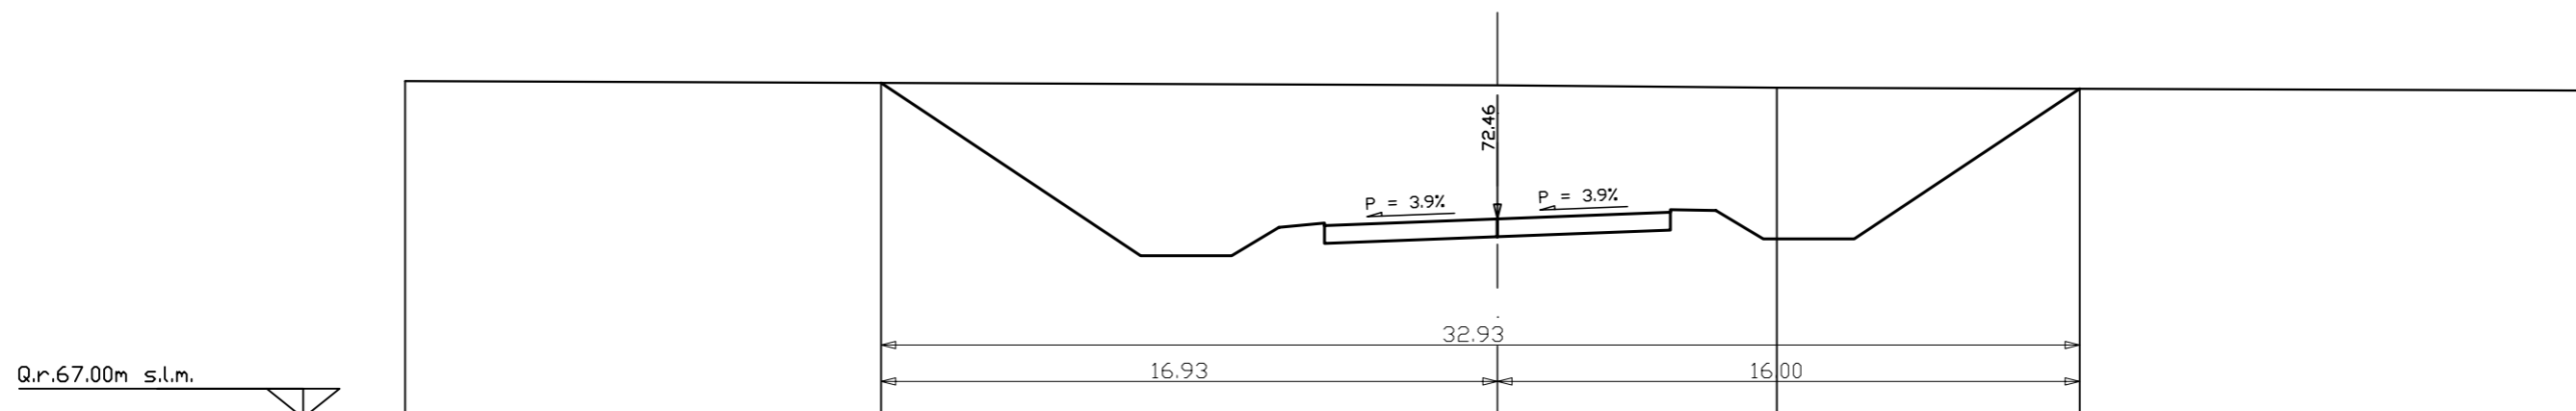 72.46
P = 3.9%
P = 3.9%
32.93
Q.r.67.00m s.l.m.
16.93
16.00